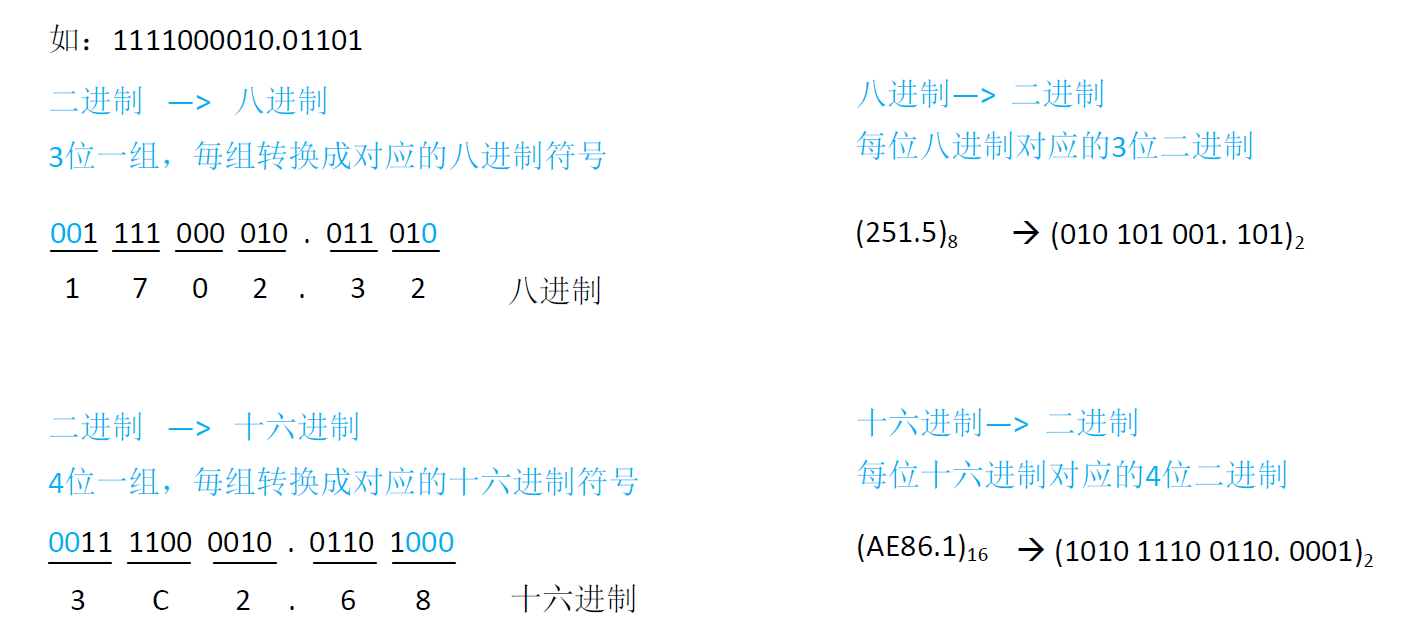 如：1111000010.01101
二进制 —> 八进制
3位一组，每组转换成对应的八进制符号
001 111 000 010 . 011 010
1 7 0 2 . 3 2 八进制
八进制—> 二进制
每位八进制对应的3位二进制
(251.5)₈ → (010 101 001. 101)₂
二进制 —> 十六进制
4位一组，每组转换成对应的十六进制符号
0011 1100 0010 . 0110 1000
3 C 2 . 6 8 十六进制
十六进制—> 二进制
每位十六进制对应的4位二进制
(AE86.1)₁₆ → (1010 1110 0110. 0001)₂